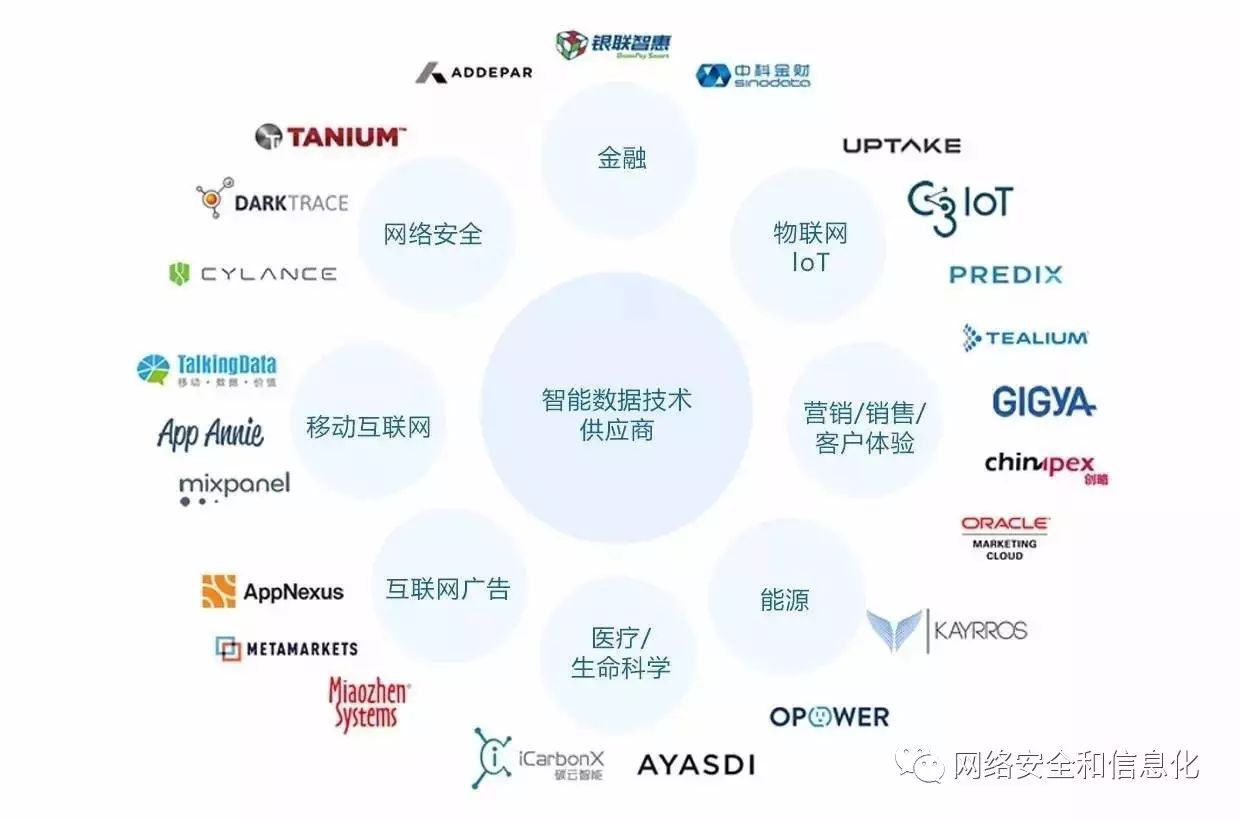 银联智惠
UnionPay Smart
ADDEPAR
中科金财
sinodata
金融
TANIUM™
UPTAKE
DARKTRACE
C3 IoT
网络安全
物联网
IoT
CYLANCE
PREDIX
TEALIUM
TalkingData
移动·数据·价值
智能数据技术
供应商
GIGYA
App Annie
移动互联网
营销/销售/
客户体验
chinapex
创略
mixpanel
ORACLE
MARKETING
CLOUD
AppNexus
互联网广告
能源
METAMARKETS
医疗/
生命科学
KAYRROS
Miaozhen®
Systems
OPOWER
iCarbonX
碳云智能
AYASDI
网络安全和信息化